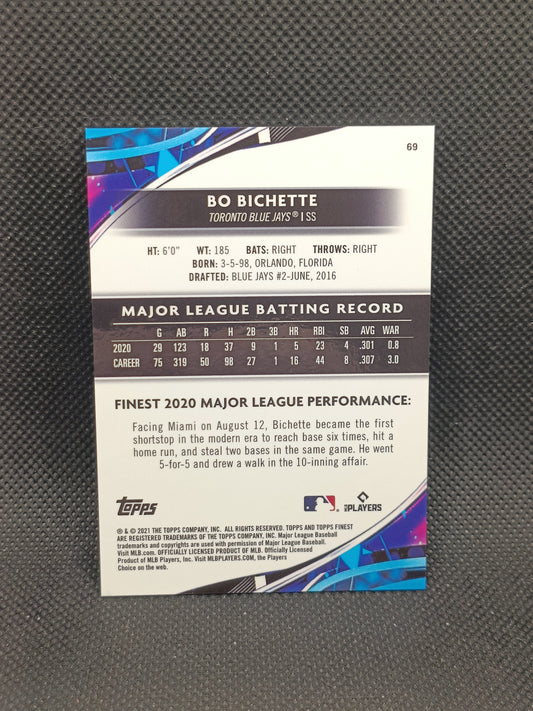 69
BO BICHETTE
TORONTO BLUE JAYS® | SS
HT: 6'0" WT: 185 BATS: RIGHT THROWS: RIGHT
BORN: 3-5-98, ORLANDO, FLORIDA
DRAFTED: BLUE JAYS #2-JUNE, 2016
MAJOR LEAGUE BATTING RECORD
G AB R H 2B 3B HR RBI SB AVG WAR
2020 29 123 18 37 9 1 5 23 4 .301 0.8
CAREER 75 319 50 98 27 1 16 44 8 .307 3.0
FINEST 2020 MAJOR LEAGUE PERFORMANCE:
Facing Miami on August 12, Bichette became the first
shortstop in the modern era to reach base six times, hit a
home run, and steal two bases in the same game. He went
5-for-5 and drew a walk in the 10-inning affair.
Topps
PLAYERS
® & © 2021 THE TOPPS COMPANY, INC. ALL RIGHTS RESERVED. TOPPS AND TOPPS FINEST
ARE REGISTERED TRADEMARKS OF THE TOPPS COMPANY, INC. Major League Baseball
trademarks and copyrights are used with permission of Major League Baseball.
Visit MLB.com. OFFICIALLY LICENSED PRODUCT OF MLB. Officially Licensed
Product of MLB Players, Inc. Visit MLBPLAYERS.COM, the Players
Choice on the web.